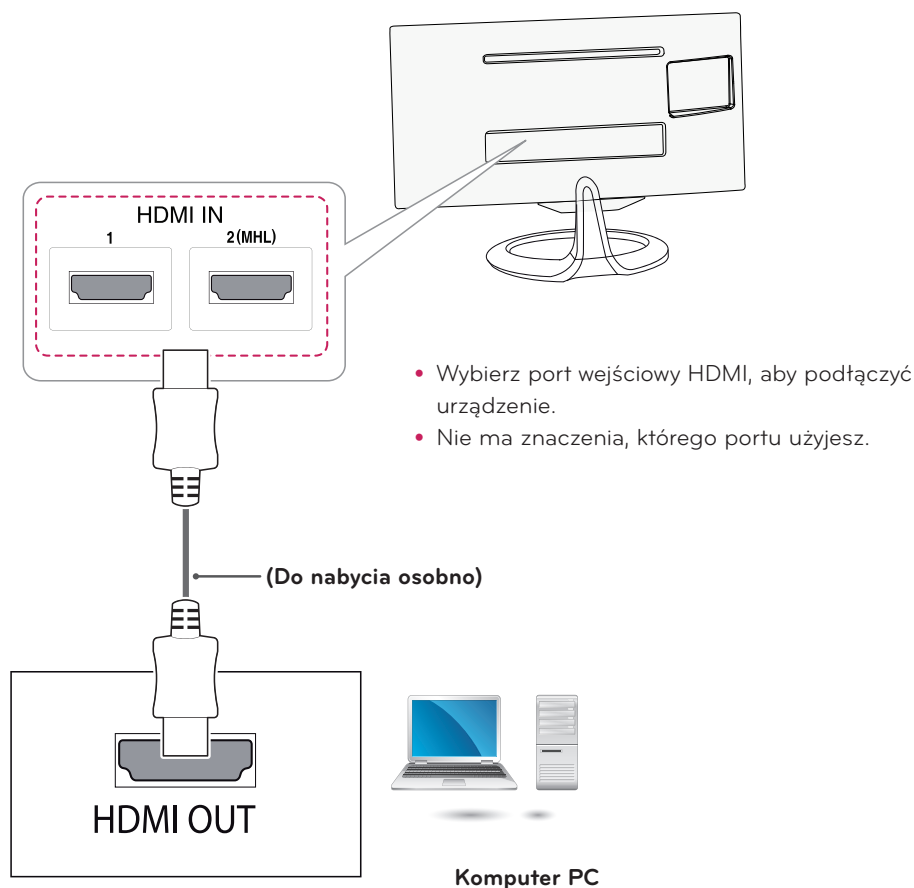 HDMI IN
1
2(MHL)
• Wybierz port wejściowy HDMI, aby podłączyć
urządzenie.
• Nie ma znaczenia, którego portu użyjesz.
(Do nabycia osobno)
HDMI OUT
Komputer PC